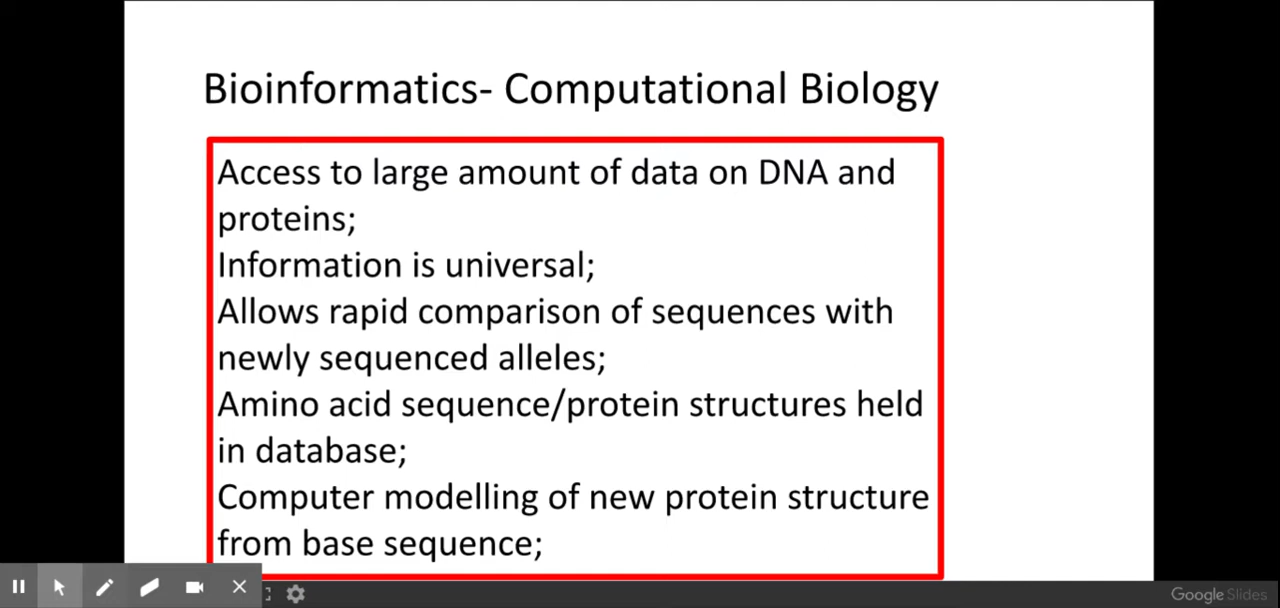 Bioinformatics- Computational Biology
Access to large amount of data on DNA and
proteins;
Information is universal;
Allows rapid comparison of sequences with
newly sequenced alleles;
Amino acid sequence/protein structures held
in database;
Computer modelling of new protein structure
from base sequence;
Google Slides